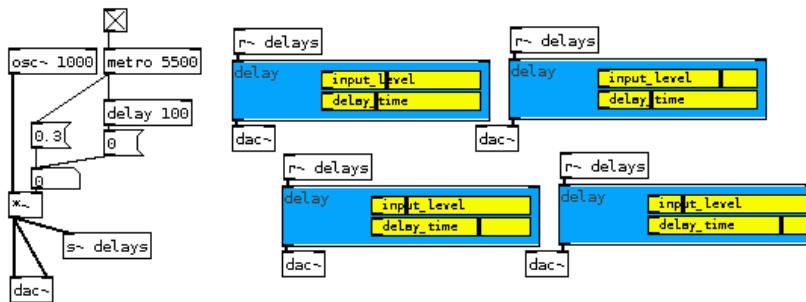 osc~ 1000
metro 5500
delay 100
0.3
0
0
*~
s~ delays
dac~
r~ delays
delay
input_level
delay_time
dac~
r~ delays
delay
input_level
delay_time
dac~
r~ delays
delay
input_level
delay_time
dac~
r~ delays
delay
input_level
delay_time
dac~